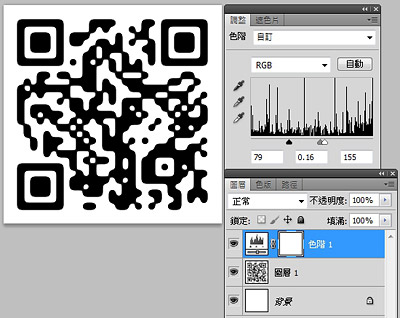 調整 遮色片
色階 自訂
RGB 自動
79 0.16 155
圖層 色版 路徑
正常 不透明度: 100%
鎖定: 填滿: 100%
色階 1
圖層 1
背景